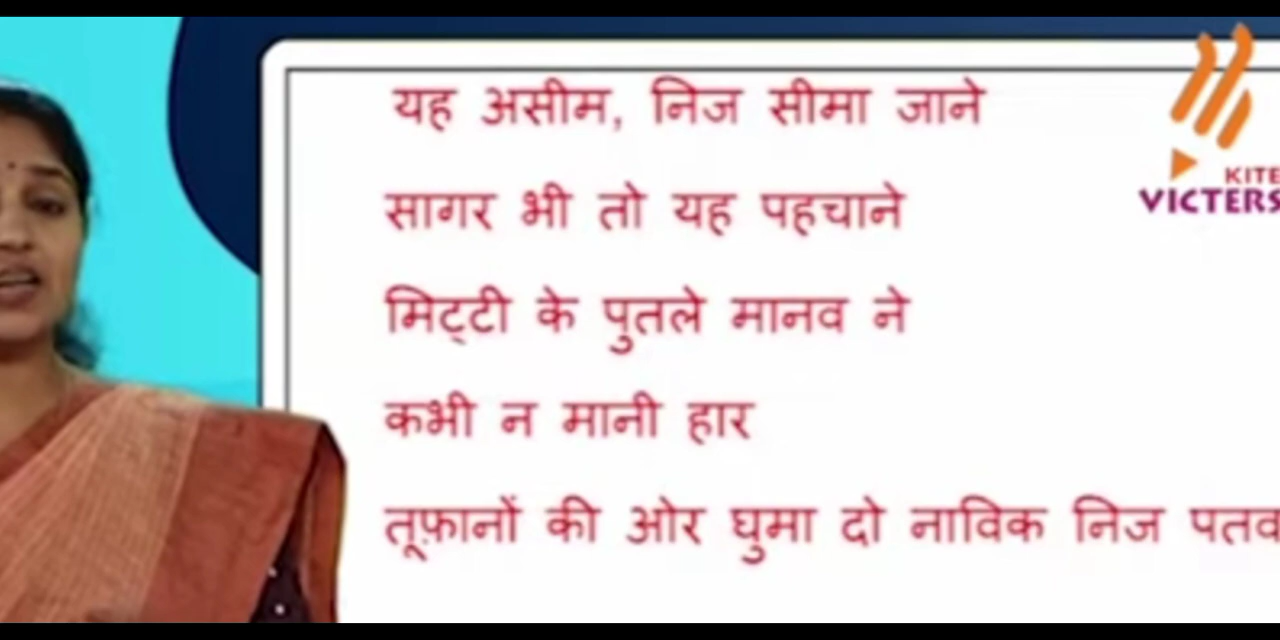 यह असीम, निज सीमा जाने
सागर भी तो यह पहचाने
मिट्टी के पुतले मानव ने
कभी न मानी हार
तूफ़ानों की ओर घुमा दो नाविक निज
KITE
VICTERS